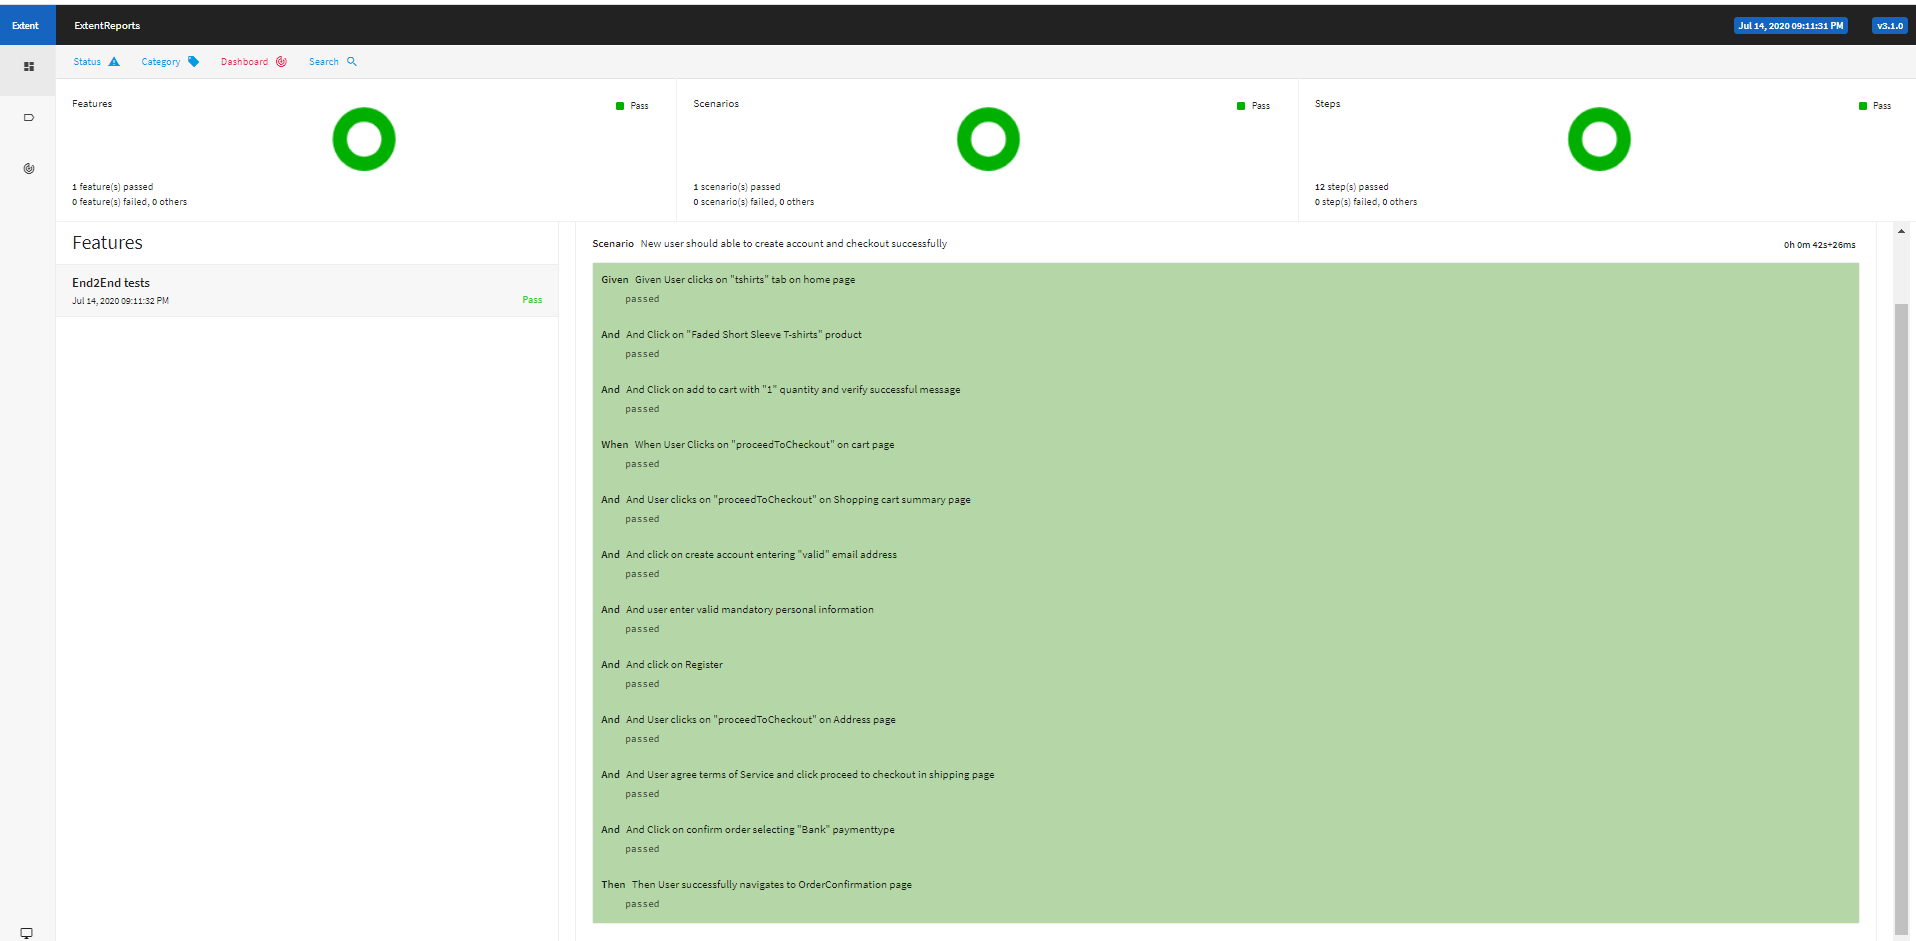 Extent
ExtentReports
Jul 14, 2020 09:11:31 PM
v3.1.0
Status
Category
Dashboard
Search
Features
Pass
1 feature(s) passed
0 feature(s) failed, 0 others
Scenarios
Pass
1 scenario(s) passed
0 scenario(s) failed, 0 others
Steps
Pass
12 step(s) passed
0 step(s) failed, 0 others
Features
End2End tests
Jul 14, 2020 09:11:32 PM
Pass
Scenario New user should able to create account and checkout successfully
0h 0m 42s+26ms
Given Given User clicks on "tshirts" tab on home page
passed
And And Click on "Faded Short Sleeve T-shirts" product
passed
And And Click on add to cart with "1" quantity and verify successful message
passed
When When User Clicks on "proceedToCheckout" on cart page
passed
And And User clicks on "proceedToCheckout" on Shopping cart summary page
passed
And And click on create account entering "valid" email address
passed
And And user enter valid mandatory personal information
passed
And And click on Register
passed
And And User clicks on "proceedToCheckout" on Address page
passed
And And User agree terms of Service and click proceed to checkout in shipping page
passed
And And Click on confirm order selecting "Bank" paymenttype
passed
Then Then User successfully navigates to OrderConfirmation page
passed